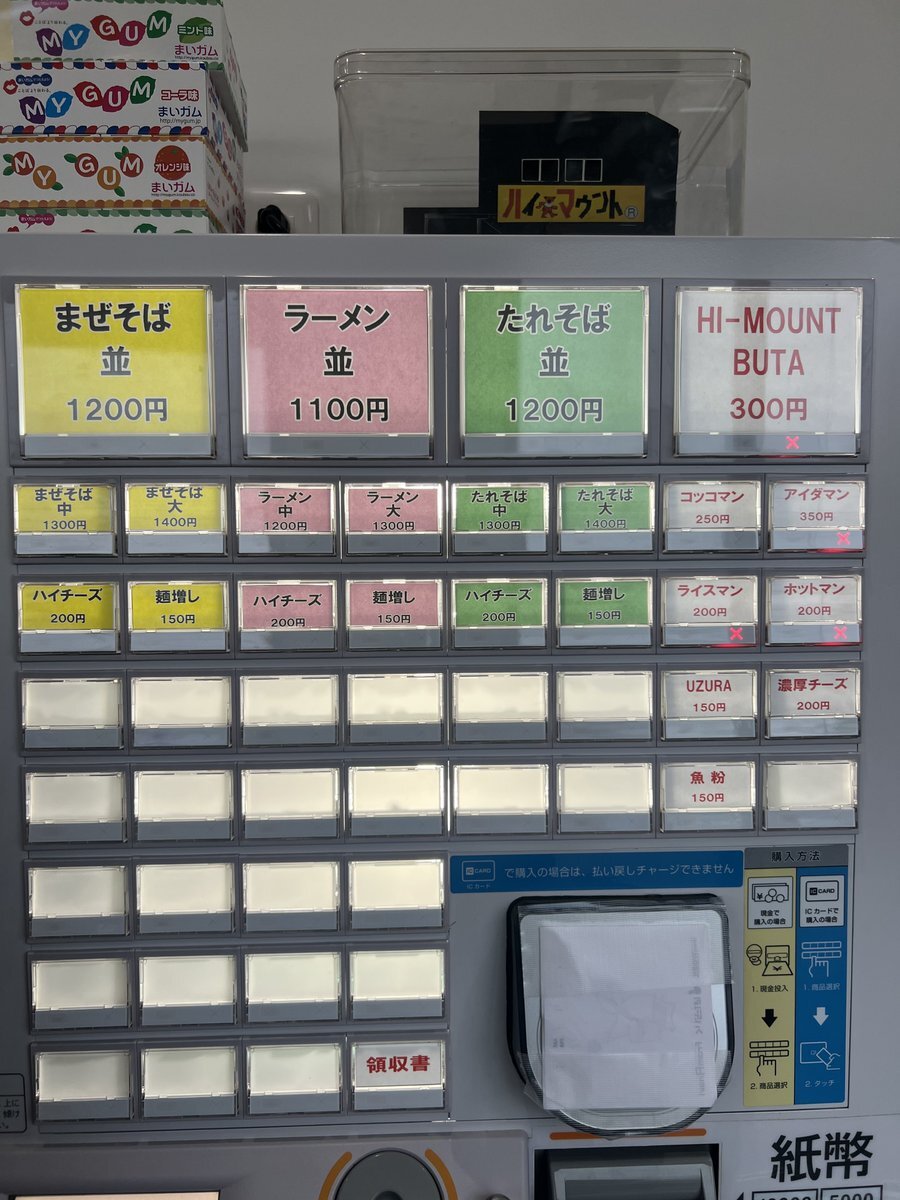 MY GUM
ミント味
まいガム
MY GUM
コーラ味
まいガム
http://mygum.jp
MY GUM
オレンジ味
まいガム
ハイマウント®
まぜそば
並
1200円
ラーメン
並
1100円
たれそば
並
1200円
HI-MOUNT
BUTA
300円
×
まぜそば
中
1300円
まぜそば
大
1400円
ラーメン
中
1200円
ラーメン
大
1300円
たれそば
中
1300円
たれそば
大
1400円
コッコマン
250円
アイダマン
350円
×
ハイチーズ
200円
麺増し
150円
ハイチーズ
200円
麺増し
150円
ハイチーズ
200円
麺増し
150円
ライスマン
200円
×
ホットマン
200円
×
UZURA
150円
濃厚チーズ
200円
魚粉
150円
領収書
IC CARD
ICカード
で購入の場合は、払い戻しチャージできません
購入方法
現金で
購入の場合
1. 現金投入
2. 商品選択
IC CARD
ICカードで
購入の場合
1. 商品選択
2. タッチ
上に
傾け
紙幣